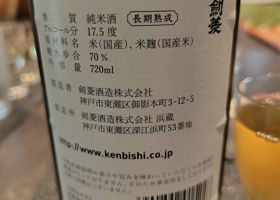 剣菱
酒質 純米酒 (長期熟成)
アルコール分 17.5度
原材料名 米(国産)、米麹(国産米)
精米歩合 70%
内容量 720ml
製造者 剣菱酒造株式会社
神戸市東灘区御影本町3-12-5
製造所 剣菱酒造株式会社 浜蔵
神戸市東灘区深江浜町53番地
http://www.kenbishi.co.jp